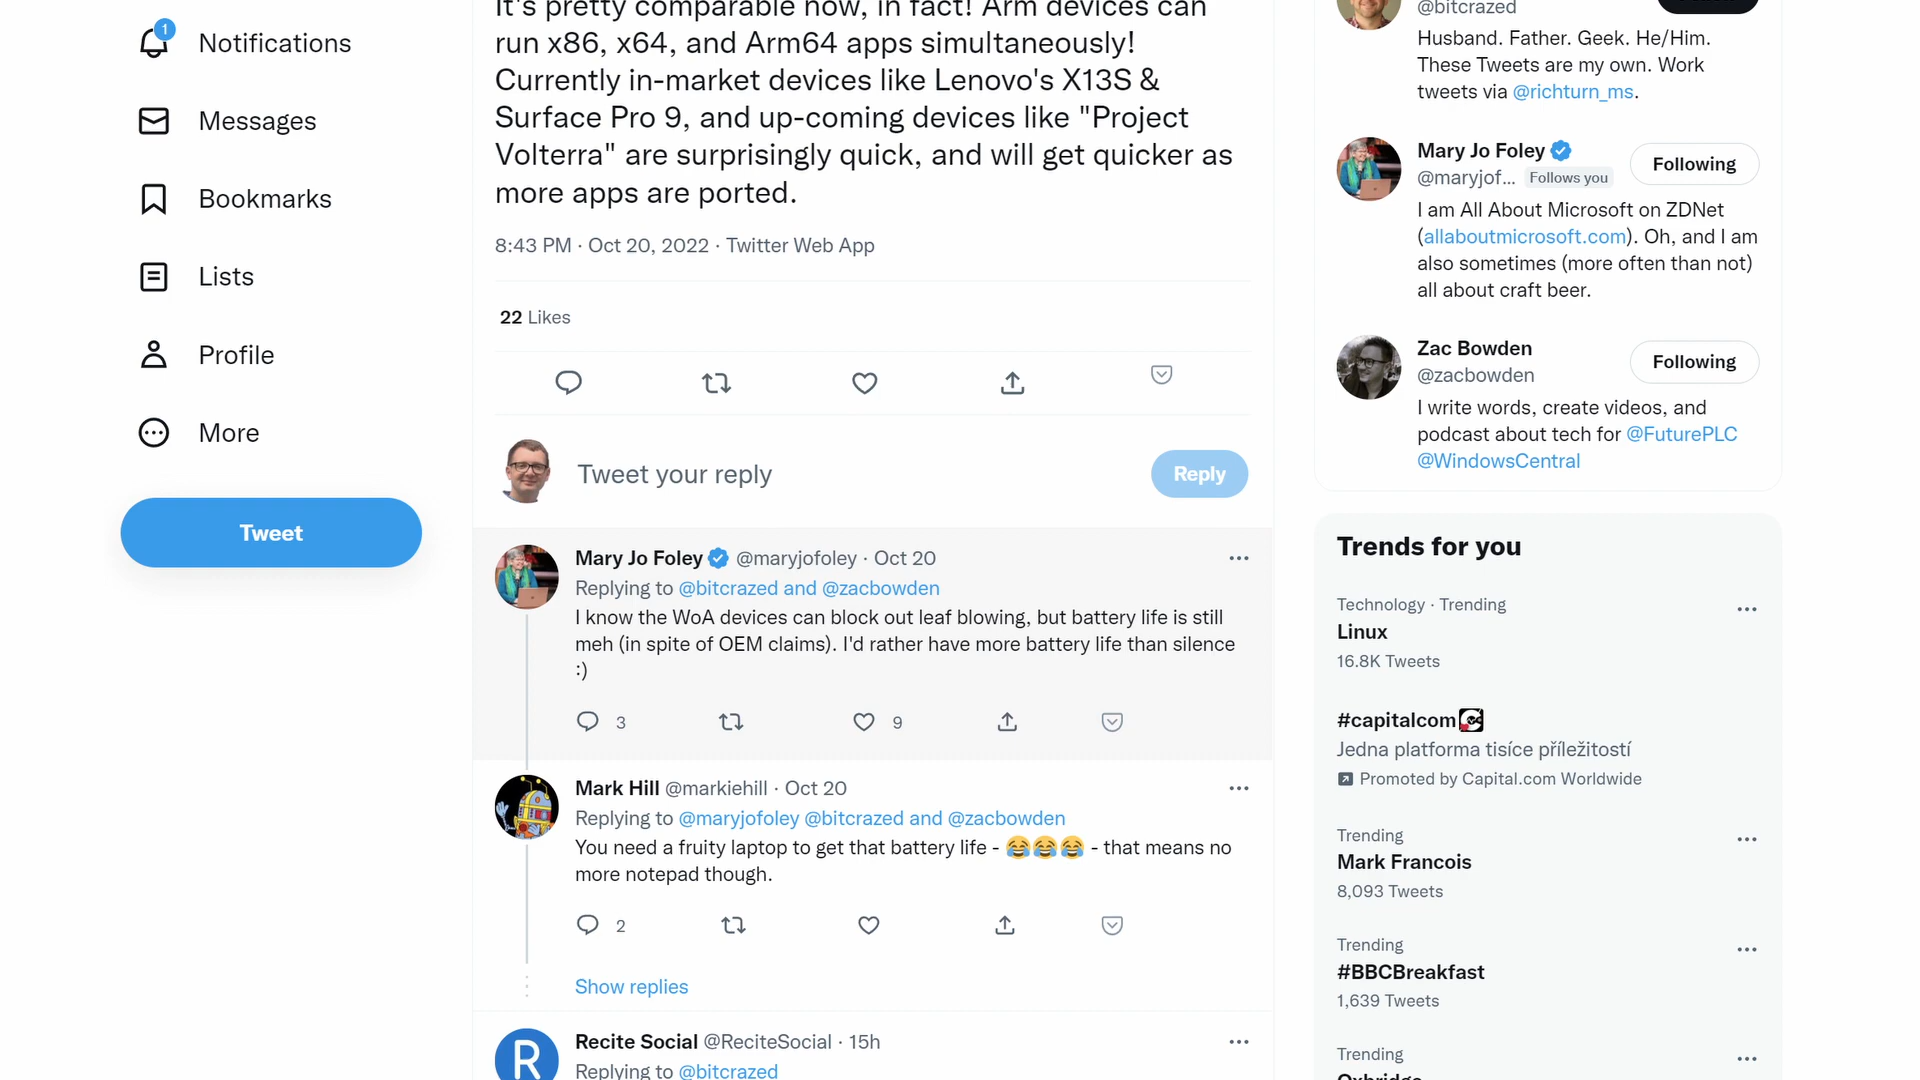 Notifications
1
Messages
Bookmarks
Lists
Profile
More
Tweet
It's pretty comparable now, in fact! Arm devices can
run x86, x64, and Arm64 apps simultaneously!
Currently in-market devices like Lenovo's X13S &
Surface Pro 9, and up-coming devices like "Project
Volterra" are surprisingly quick, and will get quicker as
more apps are ported.
8:43 PM · Oct 20, 2022 · Twitter Web App
22 Likes
Tweet your reply
Reply
Mary Jo Foley @maryjofoley · Oct 20
Replying to @bitcrazed and @zacbowden
I know the WoA devices can block out leaf blowing, but battery life is still
meh (in spite of OEM claims). I'd rather have more battery life than silence
:)
3
9
Mark Hill @markiehill · Oct 20
Replying to @maryjofoley @bitcrazed and @zacbowden
You need a fruity laptop to get that battery life - 😂😂😂 - that means no
more notepad though.
2
Show replies
R
Recite Social @ReciteSocial · 15h
Replying to @bitcrazed
@bitcrazed
Husband. Father. Geek. He/Him.
These Tweets are my own. Work
tweets via @richturn_ms.
Mary Jo Foley
@maryjof... Follows you
Following
I am All About Microsoft on ZDNet
(allaboutmicrosoft.com). Oh, and I am
also sometimes (more often than not)
all about craft beer.
Zac Bowden
@zacbowden
Following
I write words, create videos, and
podcast about tech for @FuturePLC
@WindowsCentral
Trends for you
Technology · Trending
Linux
16.8K Tweets
#capitalcom
Jedna platforma tisíce příležitostí
Promoted by Capital.com Worldwide
Trending
Mark Francois
8,093 Tweets
Trending
#BBCBreakfast
1,639 Tweets
Trending